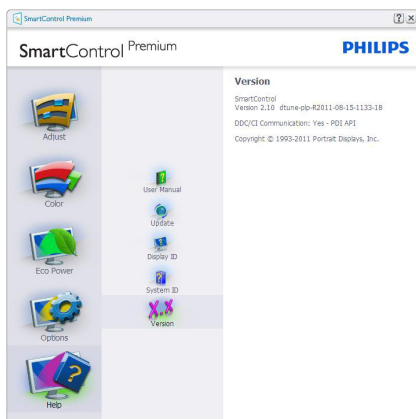 SmartControl Premium
SmartControl Premium
PHILIPS
Adjust
Color
Eco Power
Options
Help
User Manual
Update
Display ID
System ID
X.X
Version
Version
SmartControl
Version 2.10 dtune-plp-R2011-08-15-1133-18
DDC/CI Communication: Yes - PDI API
Copyright © 1993-2011 Portrait Displays, Inc.